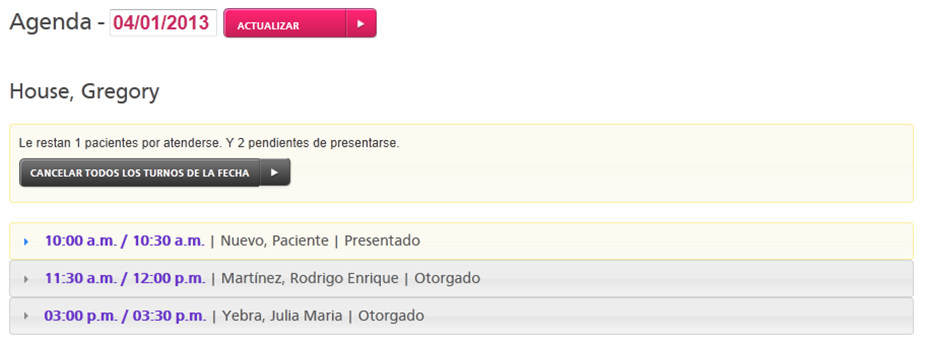 Agenda - 04/01/2013 ACTUALIZAR
House, Gregory
Le restan 1 pacientes por atenderse. Y 2 pendientes de presentarse.
CANCELAR TODOS LOS TURNOS DE LA FECHA
10:00 a.m. / 10:30 a.m. | Nuevo, Paciente | Presentado
11:30 a.m. / 12:00 p.m. | Martínez, Rodrigo Enrique | Otorgado
03:00 p.m. / 03:30 p.m. | Yebra, Julia Maria | Otorgado